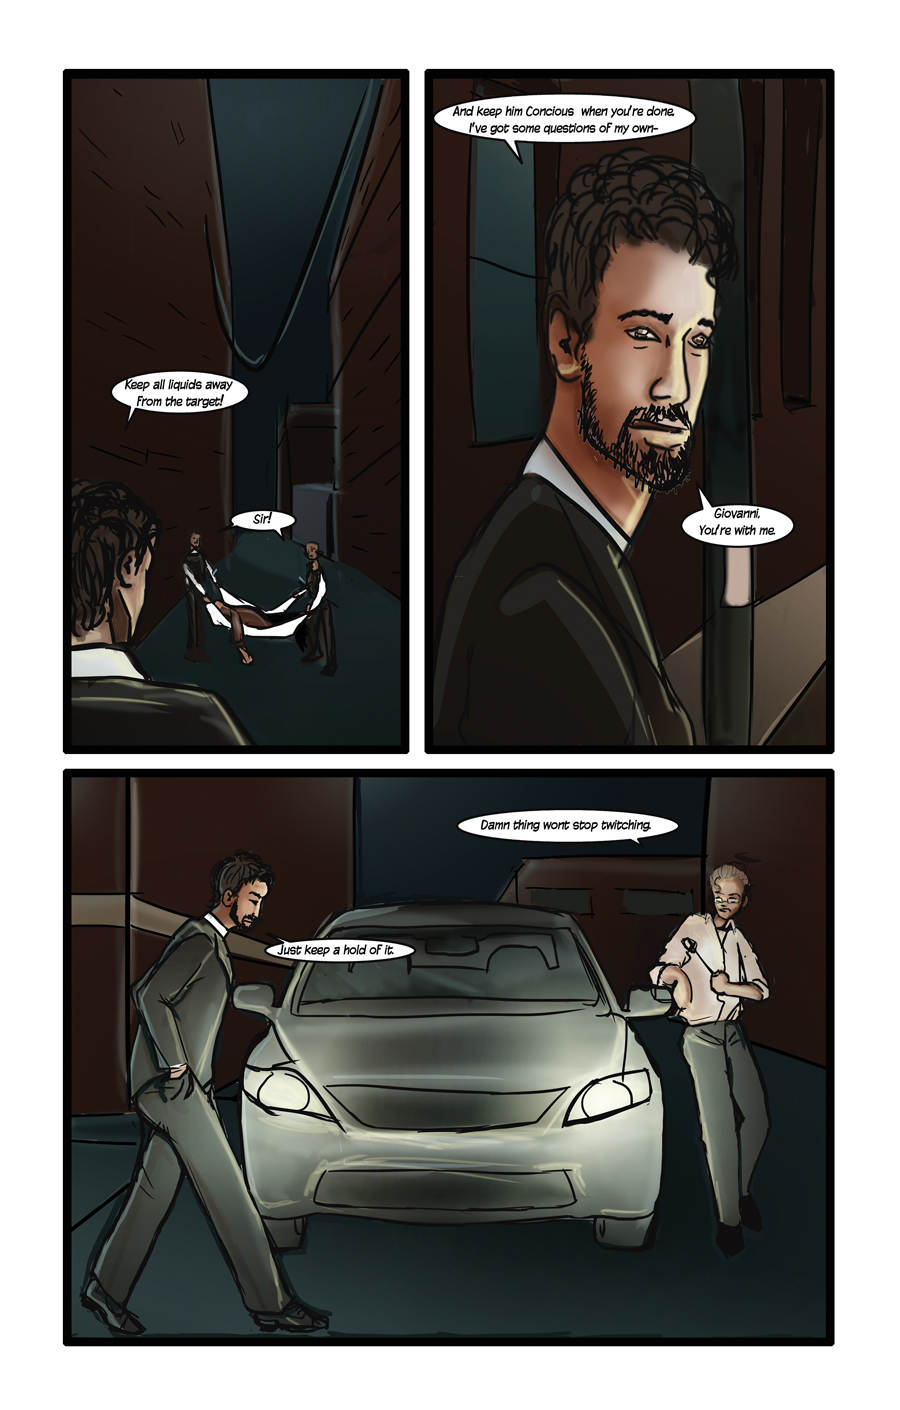 Keep all liquids away
From the target!
Sir!
And keep him Concious when you're done,
I've got some questions of my own-
Giovanni,
You're with me.
Damn thing wont stop twitching.
Just keep a hold of it.